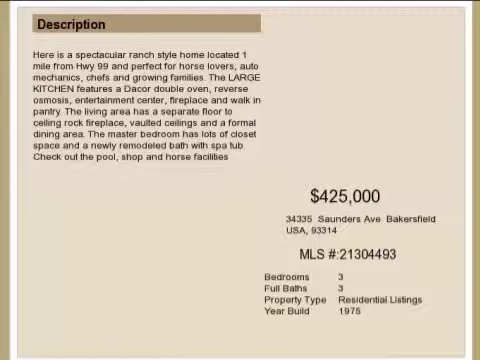 Description
Here is a spectacular ranch style home located 1
mile from Hwy 99 and perfect for horse lovers, auto
mechanics, chefs and growing families. The LARGE
KITCHEN features a Dacor double oven, reverse
osmosis, entertainment center, fireplace and walk in
pantry. The living area has a separate floor to
ceiling rock fireplace, vaulted ceilings and a formal
dining area. The master bedroom has lots of closet
space and a newly remodeled bath with spa tub.
Check out the pool, shop and horse facilities
$425,000
34335 Saunders Ave Bakersfield
USA, 93314
MLS #:21304493
Bedrooms 3
Full Baths 3
Property Type Residential Listings
Year Build 1975